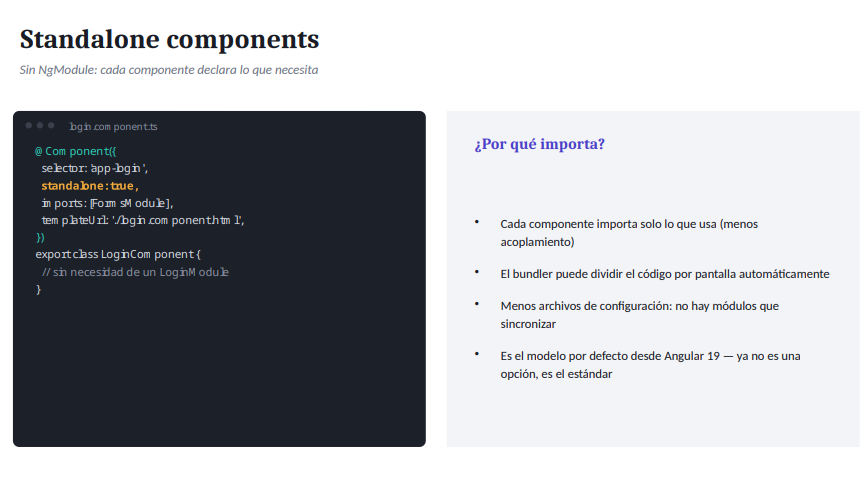 Standalone components
Sin NgModule: cada componente declara lo que necesita
login.component.ts
@Component({
  selector: 'app-login',
  standalone: true,
  imports: [FormsModule],
  templateUrl: './login.component.html',
})
export class LoginComponent {
  // sin necesidad de un LoginModule
}
¿Por qué importa?
• Cada componente importa solo lo que usa (menos
acoplamiento)
• El bundler puede dividir el código por pantalla automáticamente
• Menos archivos de configuración: no hay módulos que
sincronizar
• Es el modelo por defecto desde Angular 19 — ya no es una
opción, es el estándar